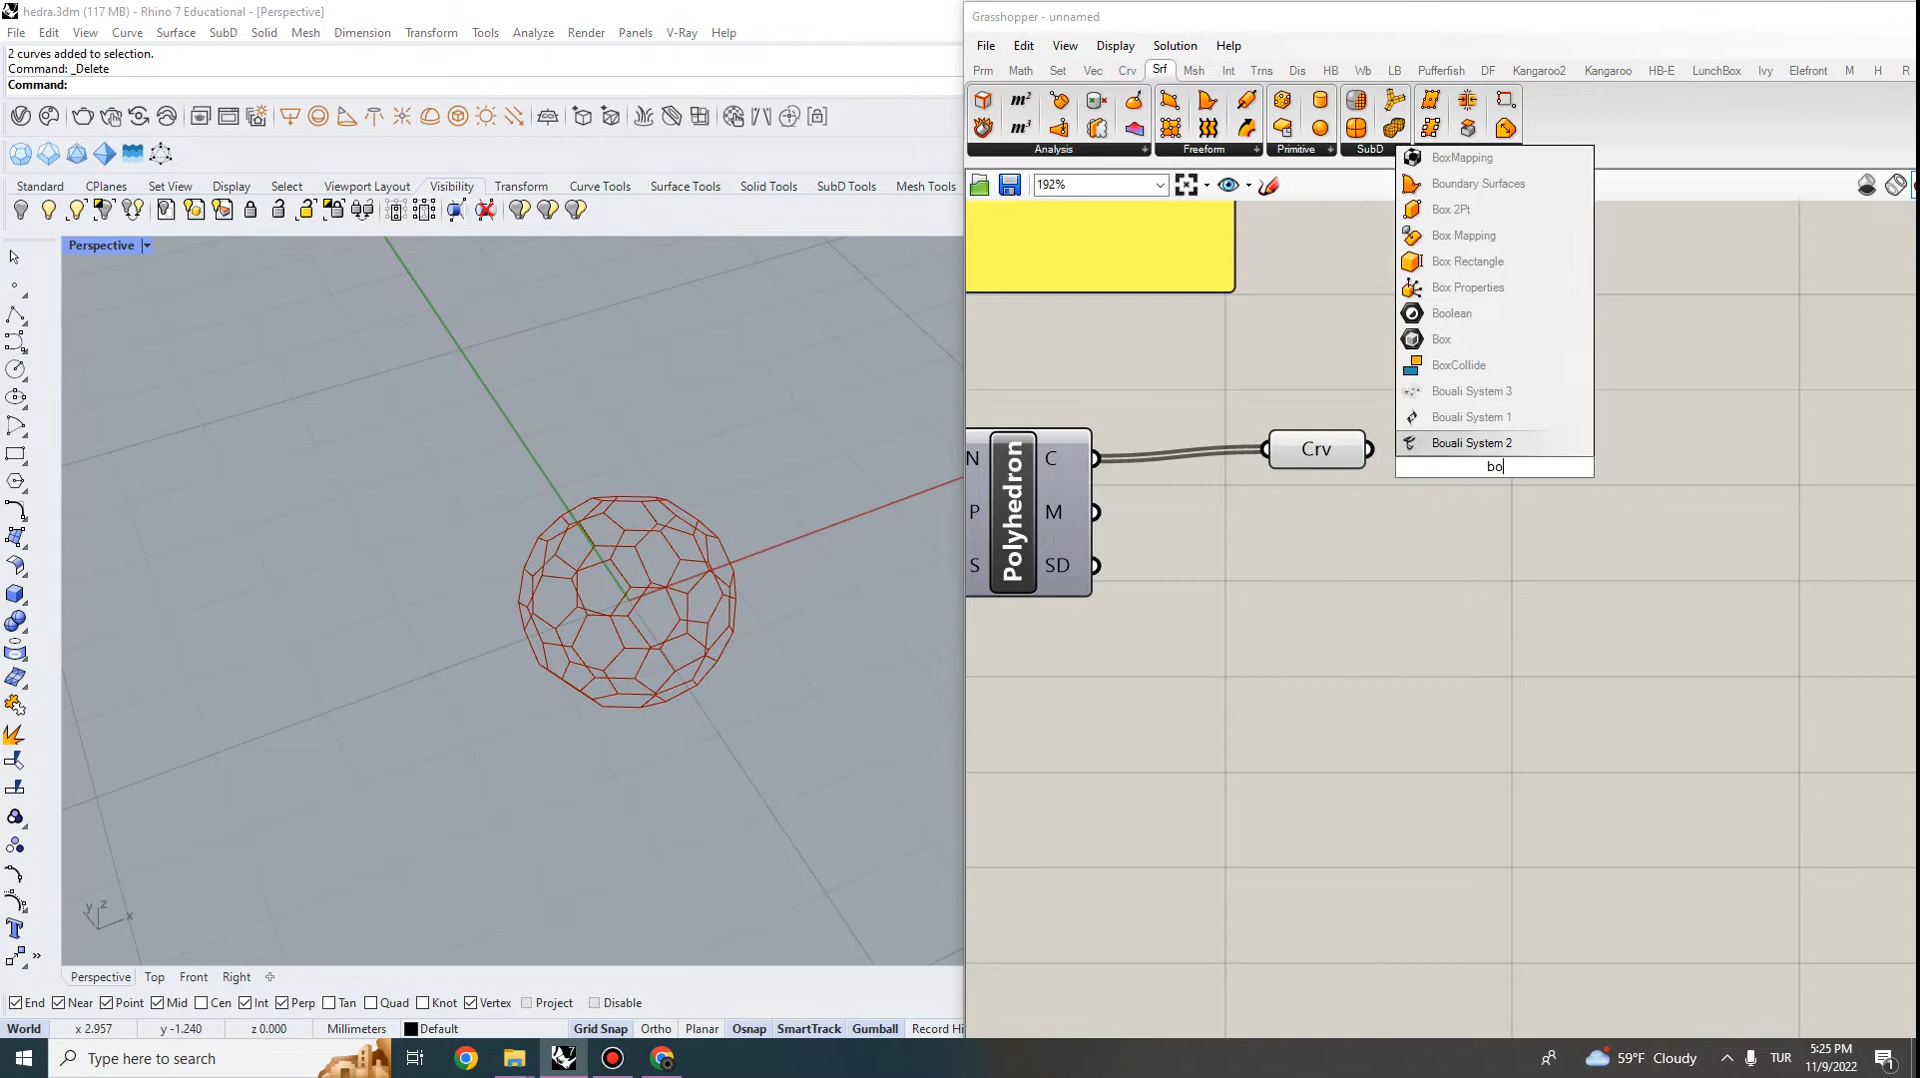 hedra.3dm (117 MB) - Rhino 7 Educational - [Perspective]
File Edit View Curve Surface SubD Solid Mesh Dimension Transform Tools Analyze Render Panels V-Ray Help
2 curves added to selection.
Command: _Delete
Command:
Standard CPlanes Set View Display Select Viewport Layout Visibility Transform Curve Tools Surface Tools Solid Tools SubD Tools Mesh Tools
Perspective
y z x
Perspective Top Front Right
End Near Point Mid Cen Int Perp Tan Quad Knot Vertex Project Disable
World x 2.957 y -1.240 z 0.000 Millimeters Default Grid Snap Ortho Planar Osnap SmartTrack Gumball Record Hi
Grasshopper - unnamed
File Edit View Display Solution Help
Prm Math Set Vec Crv Srf Msh Int Trns Dis HB Wb LB Pufferfish DF Kangaroo2 Kangaroo HB-E LunchBox Ivy Elefront M H R
m²
m³
Analysis Freeform Primitive SubD
192%
BoxMapping
Boundary Surfaces
Box 2Pt
Box Mapping
Box Rectangle
Box Properties
Boolean
Box
BoxCollide
Bouali System 3
Bouali System 1
Bouali System 2
bo
N P S Polyhedron C M SD
Crv
Type here to search
59°F Cloudy
TUR
5:25 PM
11/9/2022
1